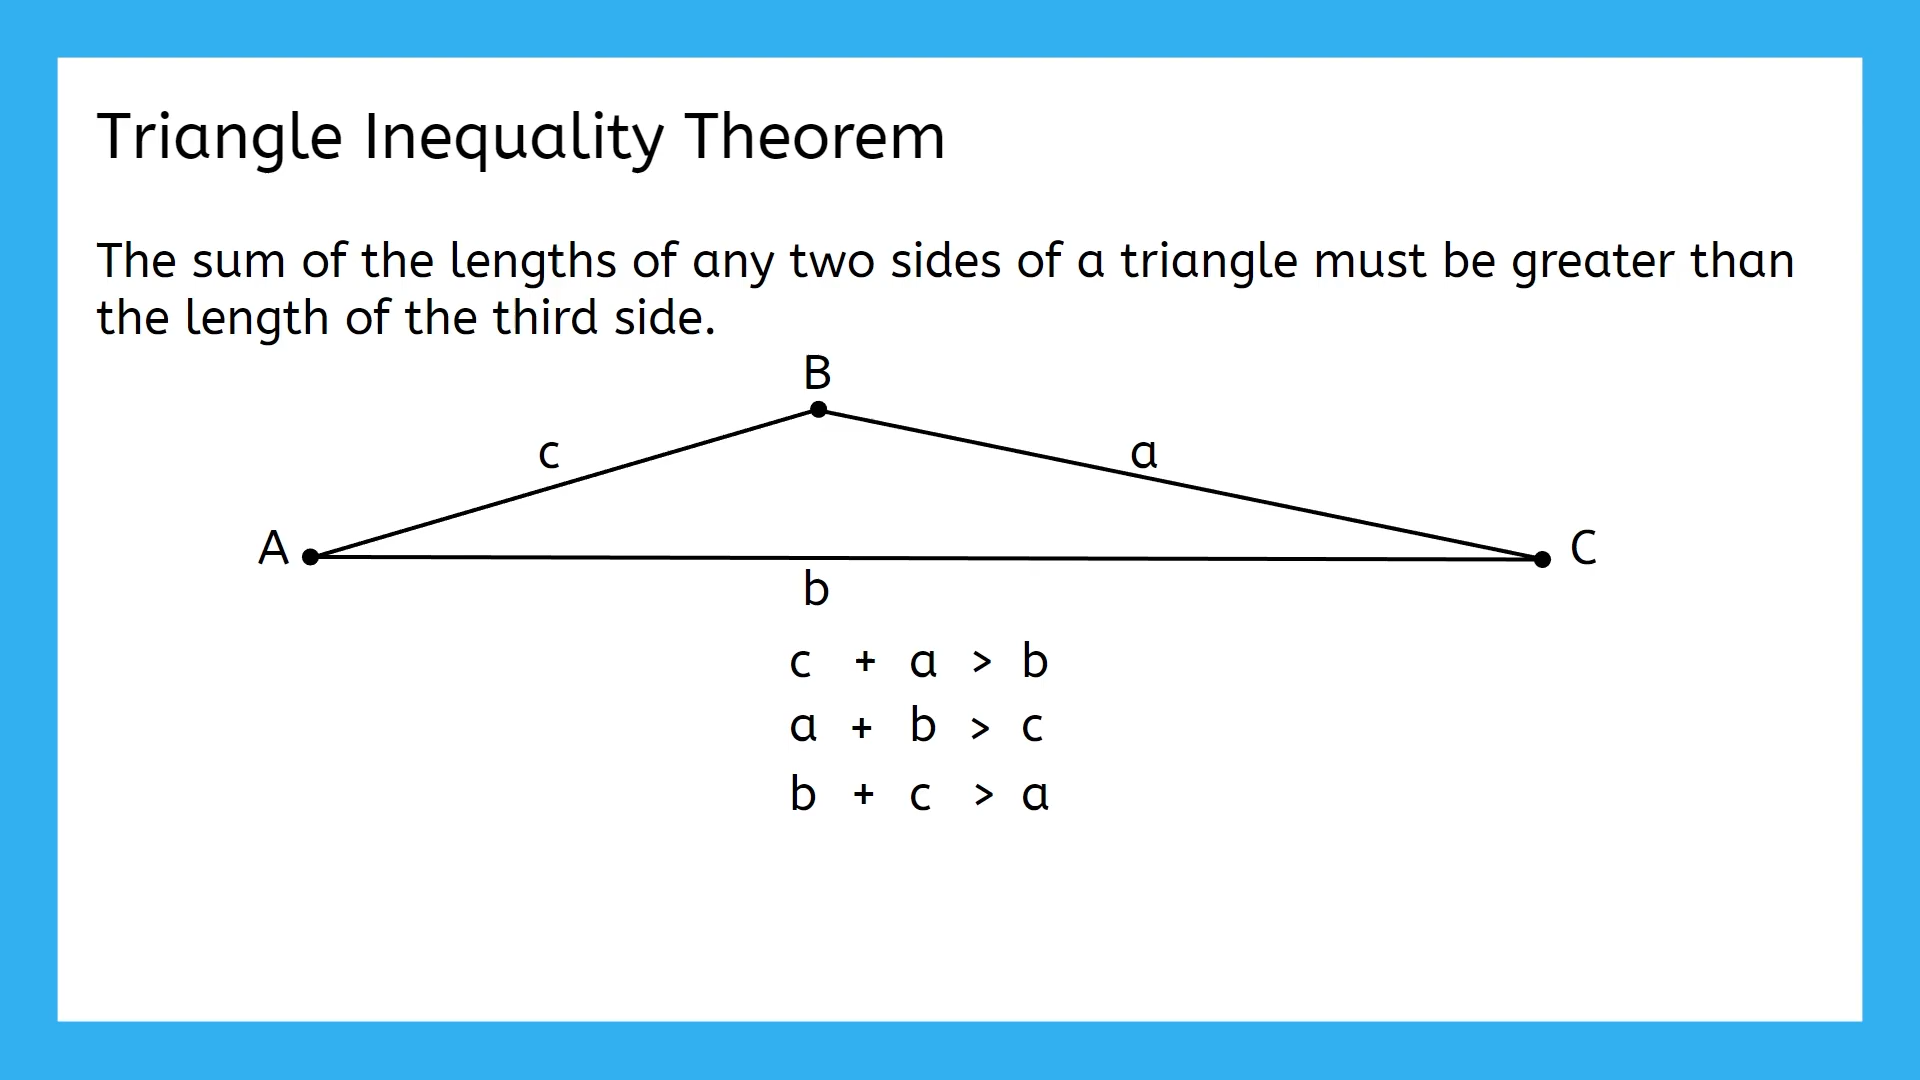 Triangle Inequality Theorem
The sum of the lengths of any two sides of a triangle must be greater than
the length of the third side.
B
c
a
A
C
b
c + a > b
a + b > c
b + c > a